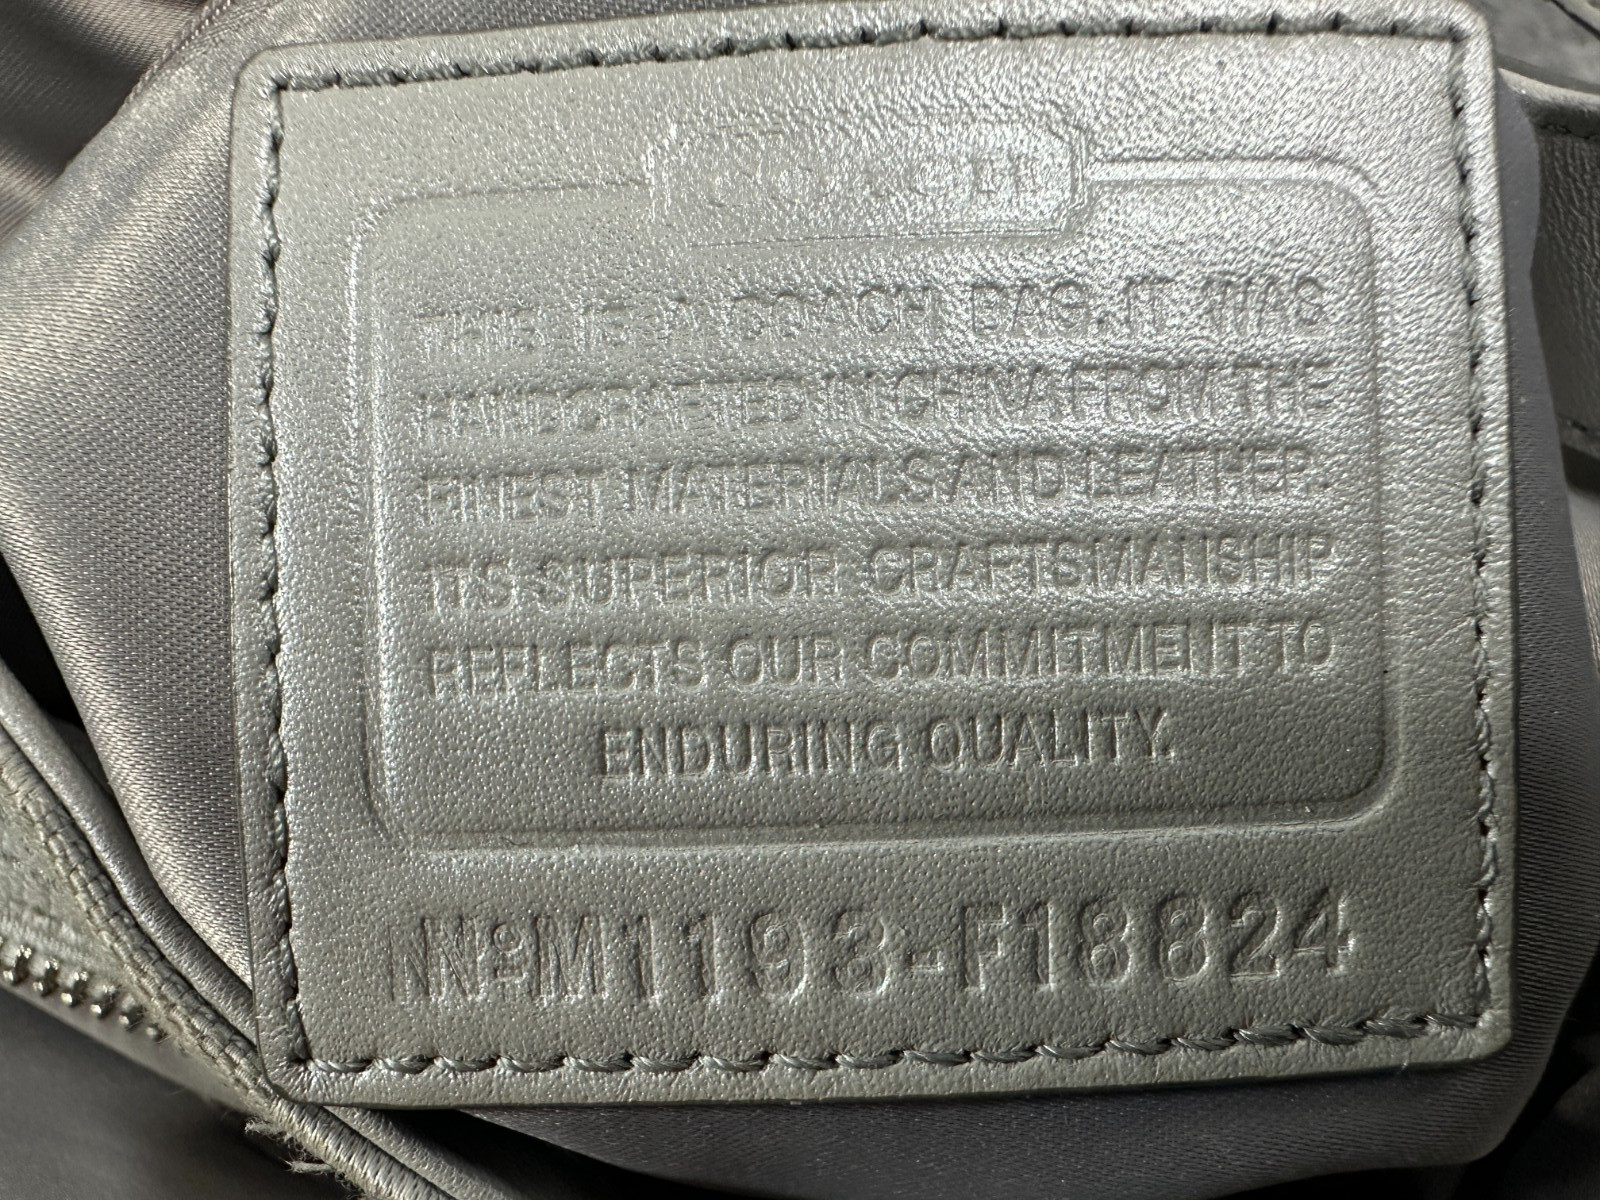 COACH
THIS IS A COACH BAG. IT WAS
HANDCRAFTED IN CHINA FROM THE
FINEST MATERIALS AND LEATHER.
ITS SUPERIOR CRAFTSMANSHIP
REFLECTS OUR COMMITMENT TO
ENDURING QUALITY.
Nº M1193-F18824